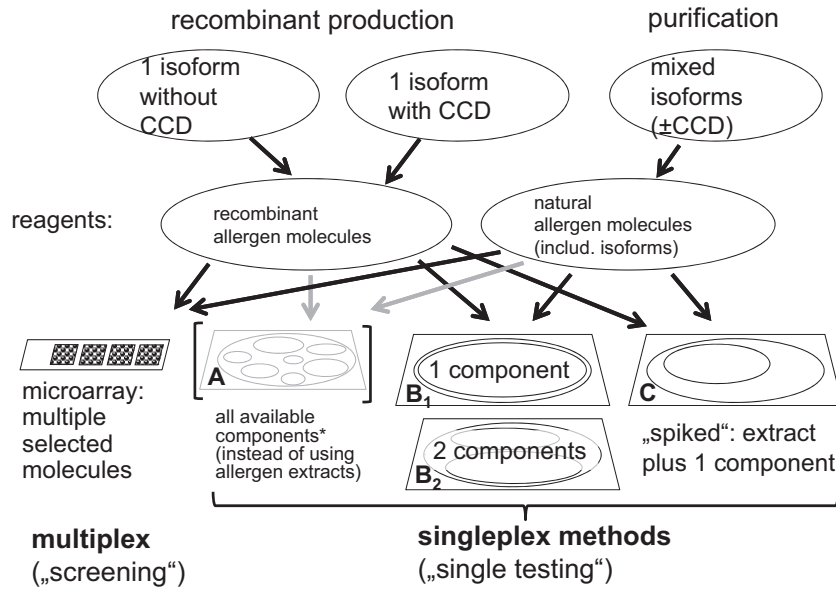 recombinant production
purification
1 isoform
without
CCD
1 isoform
with CCD
mixed
isoforms
(±CCD)
reagents:
recombinant
allergen molecules
natural
allergen molecules
(includ. isoforms)
microarray:
multiple
selected
molecules
A
all available
components*
(instead of using
allergen extracts)
1 component
B₁
2 components
B₂
C
„spiked“: extract
plus 1 component
multiplex
(„screening“)
singleplex methods
(„single testing“)